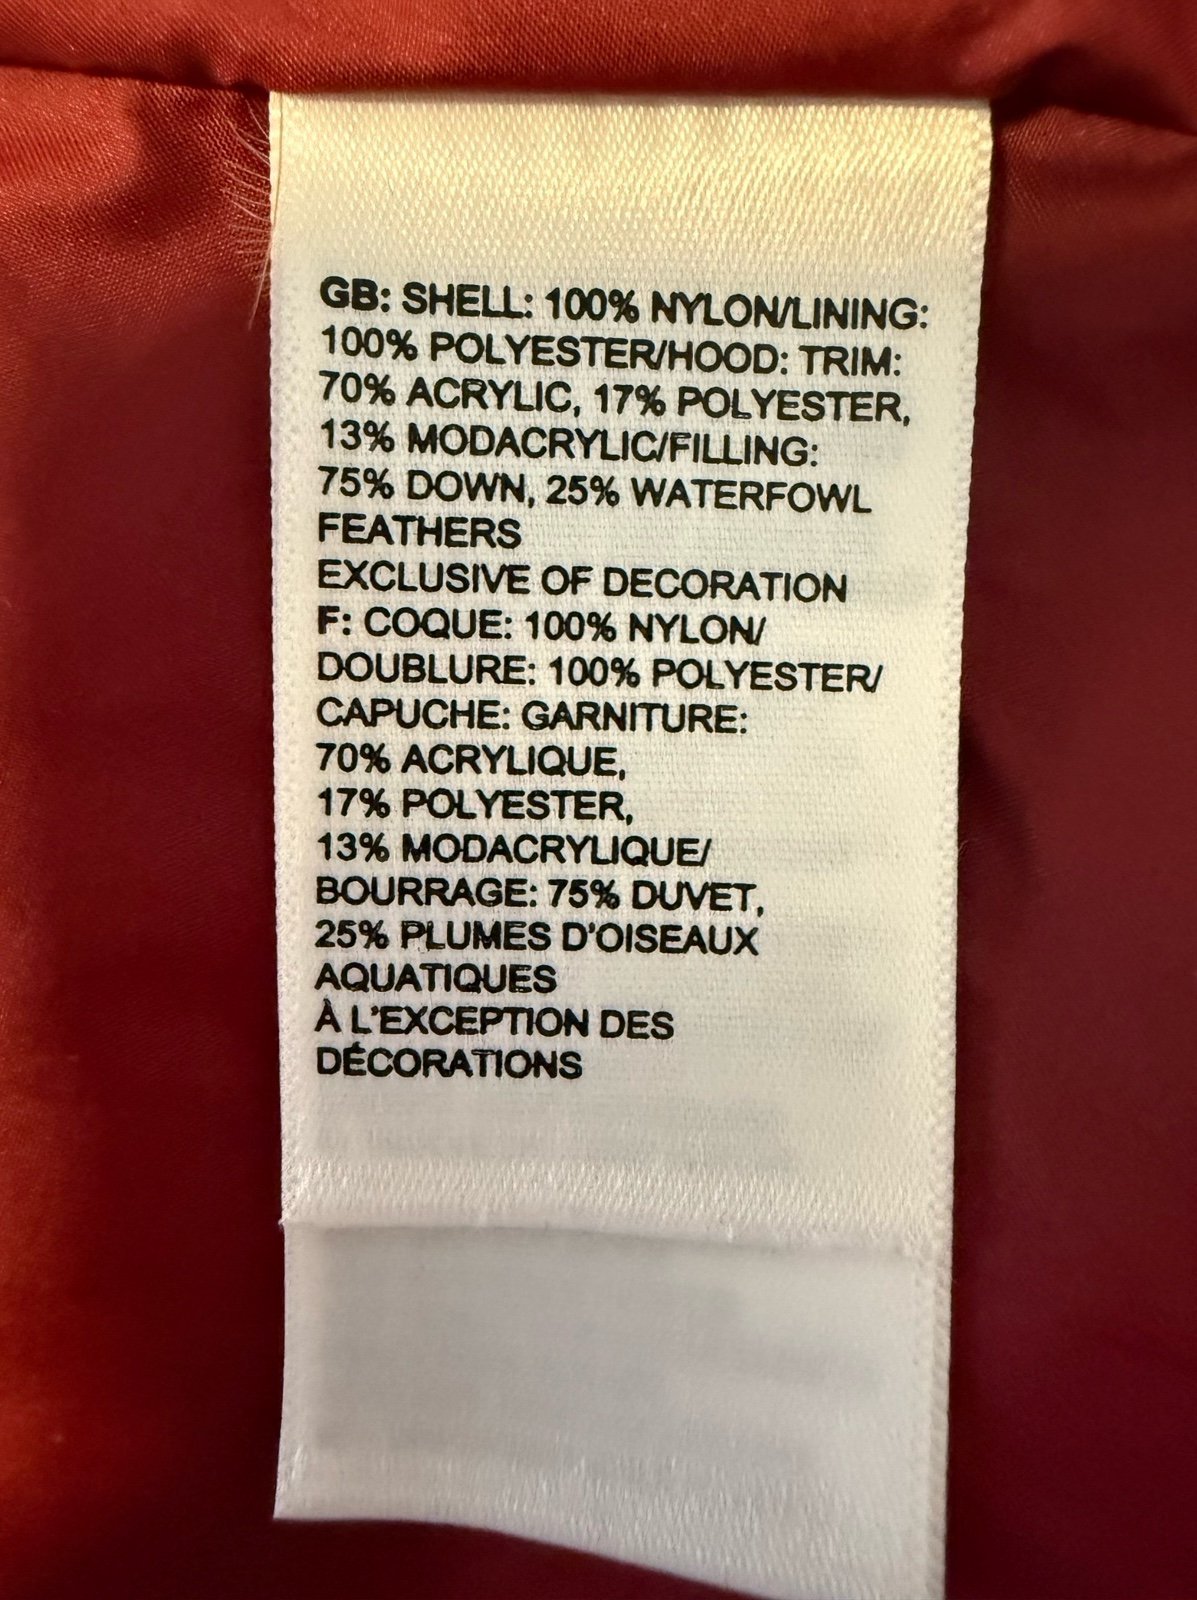 GB: SHELL: 100% NYLON/LINING:
100% POLYESTER/HOOD: TRIM:
70% ACRYLIC, 17% POLYESTER,
13% MODACRYLIC/FILLING:
75% DOWN, 25% WATERFOWL
FEATHERS
EXCLUSIVE OF DECORATION
F: COQUE: 100% NYLON/
DOUBLURE: 100% POLYESTER/
CAPUCHE: GARNITURE:
70% ACRYLIQUE,
17% POLYESTER,
13% MODACRYLIQUE/
BOURRAGE: 75% DUVET,
25% PLUMES D'OISEAUX
AQUATIQUES
À L'EXCEPTION DES
DÉCORATIONS